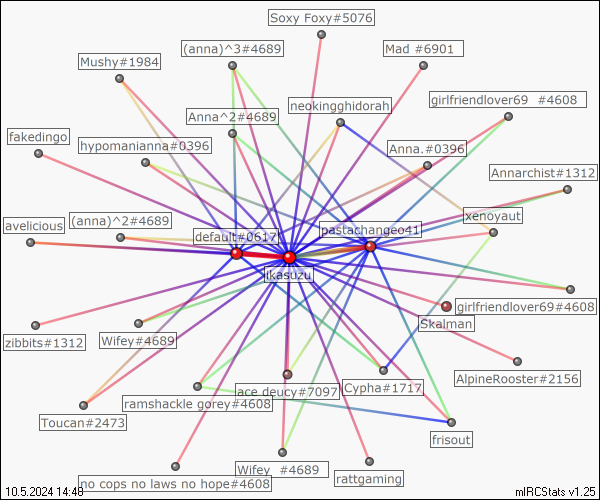 Soxy Foxy#5076
(anna)^3#4689
Mad #6901
Mushy#1984
girlfriendlover69 #4608
neokingghidorah
Anna^2#4689
fakedingo
hypomanianna#0396
Anna.#0396
Annarchist#1312
avelicious
(anna)^2#4689
xenoyaut
pastachangeo41
default#0617
ikasuzu
girlfriendlover69#4608
Skalman
zibbits#1312
Wifey#4689
AlpineRooster#2156
Cypha#1717
ace deucy#7097
ramshackle gorey#4608
Toucan#2473
frisout
Wifey #4689
rattgaming
no cops no laws no hope#4608
10.5.2024 14:48
mIRCStats v1.25